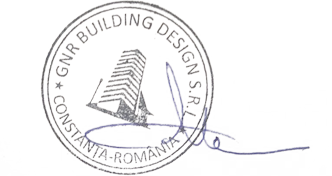 * GNR BUILDING DESIGN S.R.L. *
CONSTANȚA-ROMÂNIA